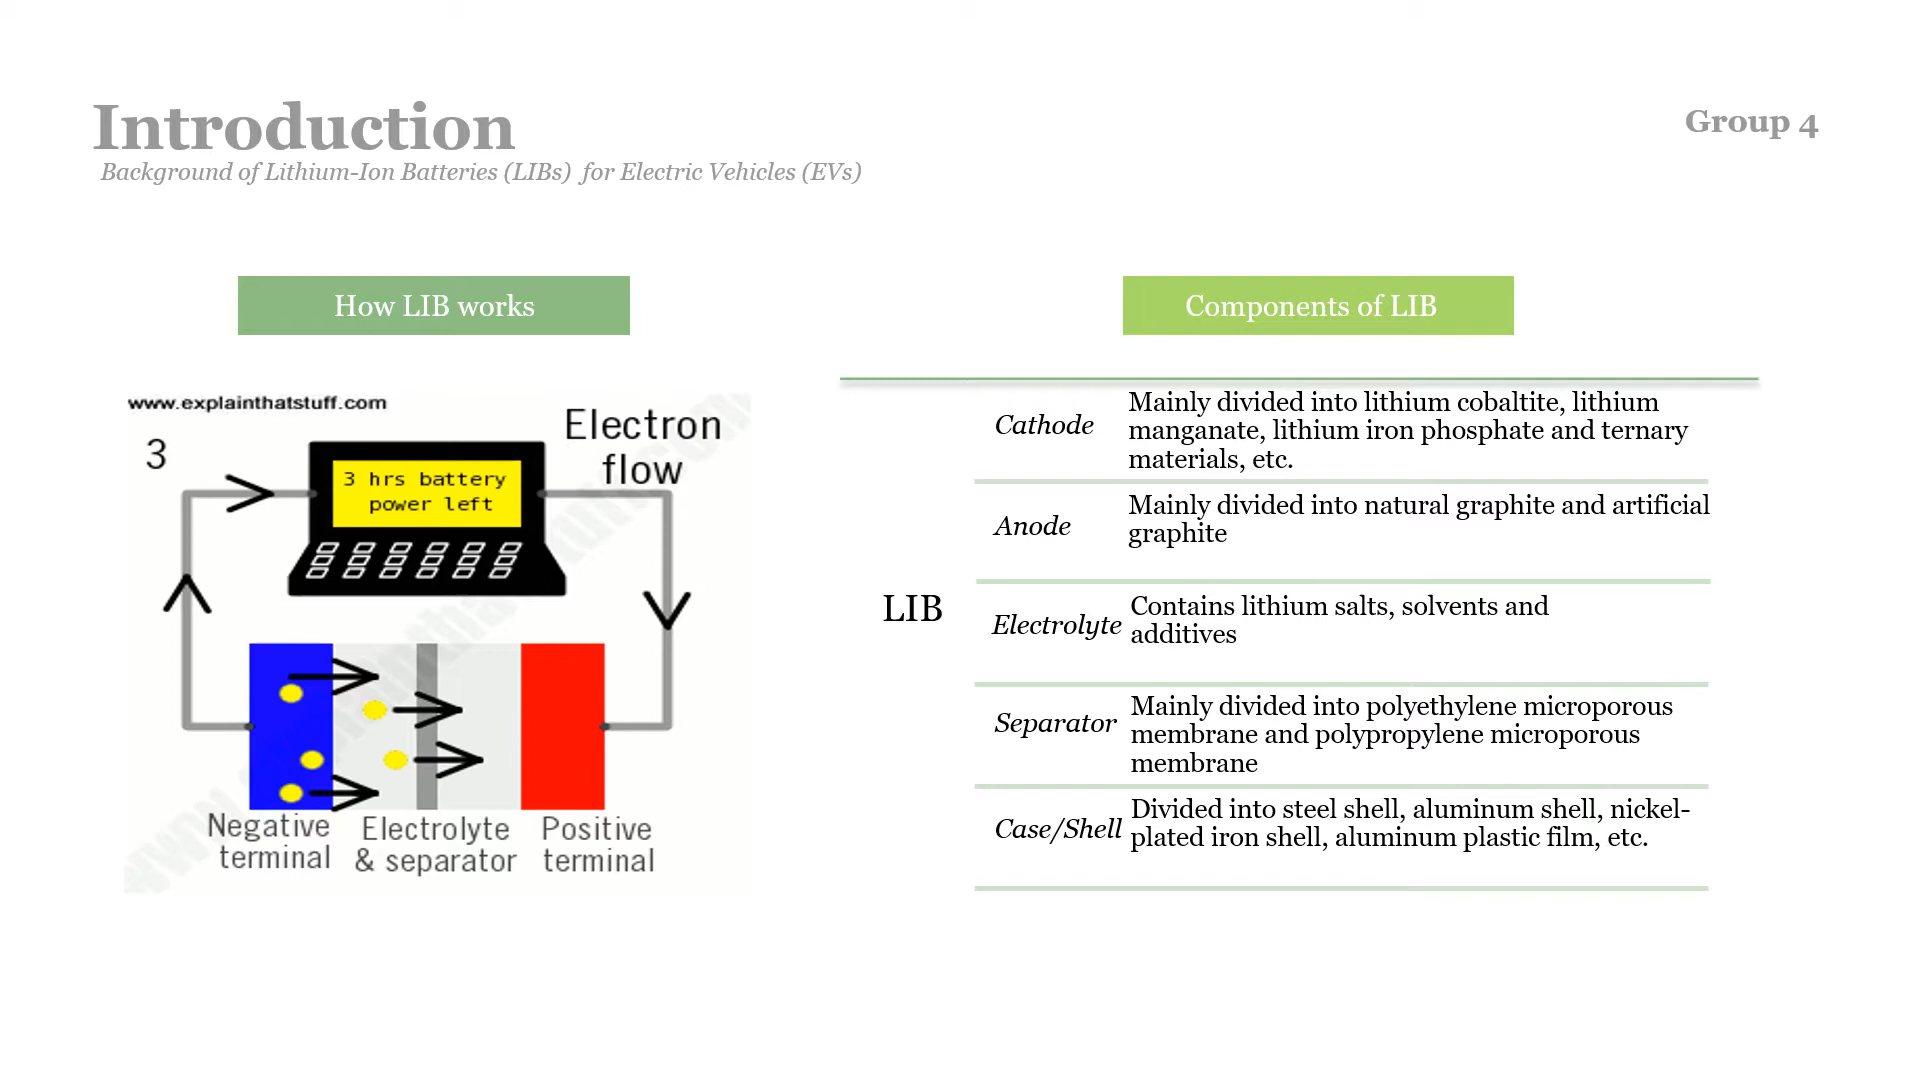 Introduction
Group 4
Background of Lithium-Ion Batteries (LIBs)  for Electric Vehicles (EVs)
How LIB works
www.explainthatstuff.com
3
Electron
flow
3 hrs battery
power left
Negative
terminal
Electrolyte
& separator
Positive
terminal
Components of LIB
LIB
Cathode
Mainly divided into lithium cobaltite, lithium
manganate, lithium iron phosphate and ternary
materials, etc.
Anode
Mainly divided into natural graphite and artificial
graphite
Electrolyte
Contains lithium salts, solvents and
additives
Separator
Mainly divided into polyethylene microporous
membrane and polypropylene microporous
membrane
Case/Shell
Divided into steel shell, aluminum shell, nickel-
plated iron shell, aluminum plastic film, etc.